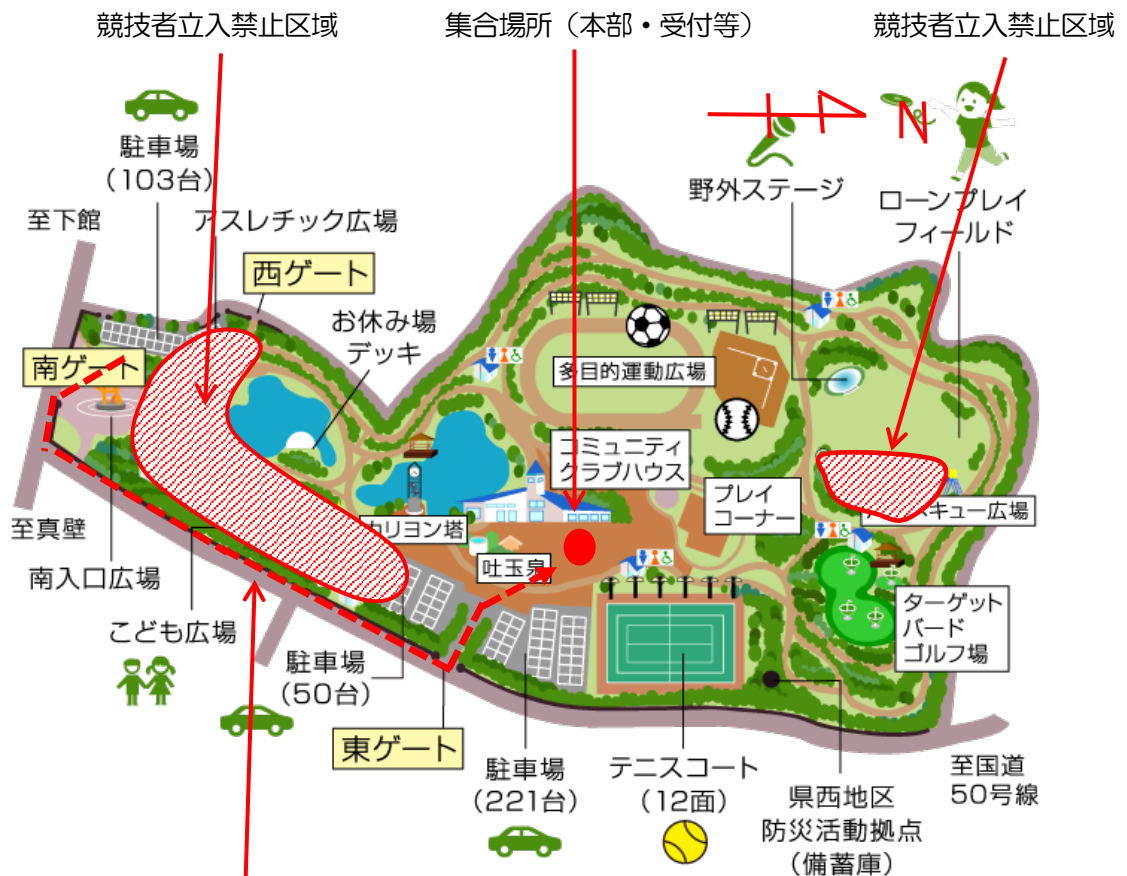 競技者立入禁止区域
集合場所（本部・受付等）
競技者立入禁止区域
駐車場
(103台)
N
野外ステージ
ローンプレイ
フィールド
至下館
アスレチック広場
西ゲート
お休み場
デッキ
南ゲート
多目的運動広場
コミュニティ
クラブハウス
プレイ
コーナー
キュー広場
至真壁
カリヨン塔
吐玉泉
南入口広場
こども広場
ターゲット
バード
ゴルフ場
駐車場
(50台)
東ゲート
駐車場
(221台)
テニスコート
(12面)
県西地区
防災活動拠点
(備蓄庫)
至国道
50号線